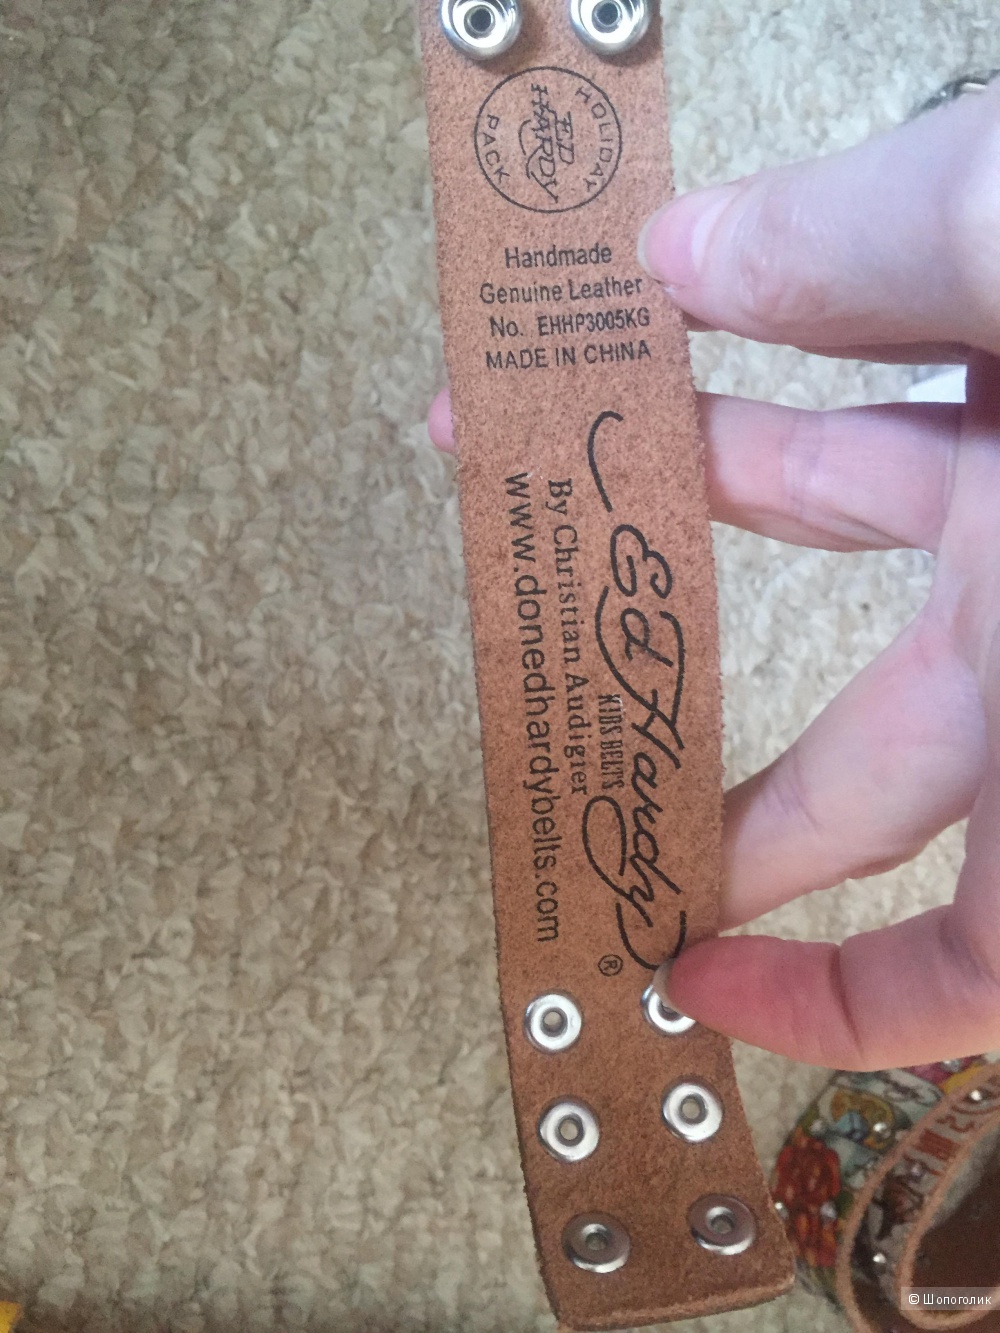 HOLIDAY
ED
HARDY
PACK
Handmade
Genuine Leather
No. EHHP3005KG
MADE IN CHINA
Ed Hardy
KIDS BELTS
®
By Christian Audigier
www.donedhardybelts.com
© Шопоголик